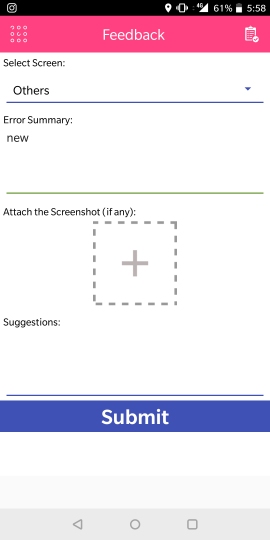 4G 61% 5:58
Feedback
Select Screen:
Others
Error Summary:
new
Attach the Screenshot (if any):
Suggestions:
Submit